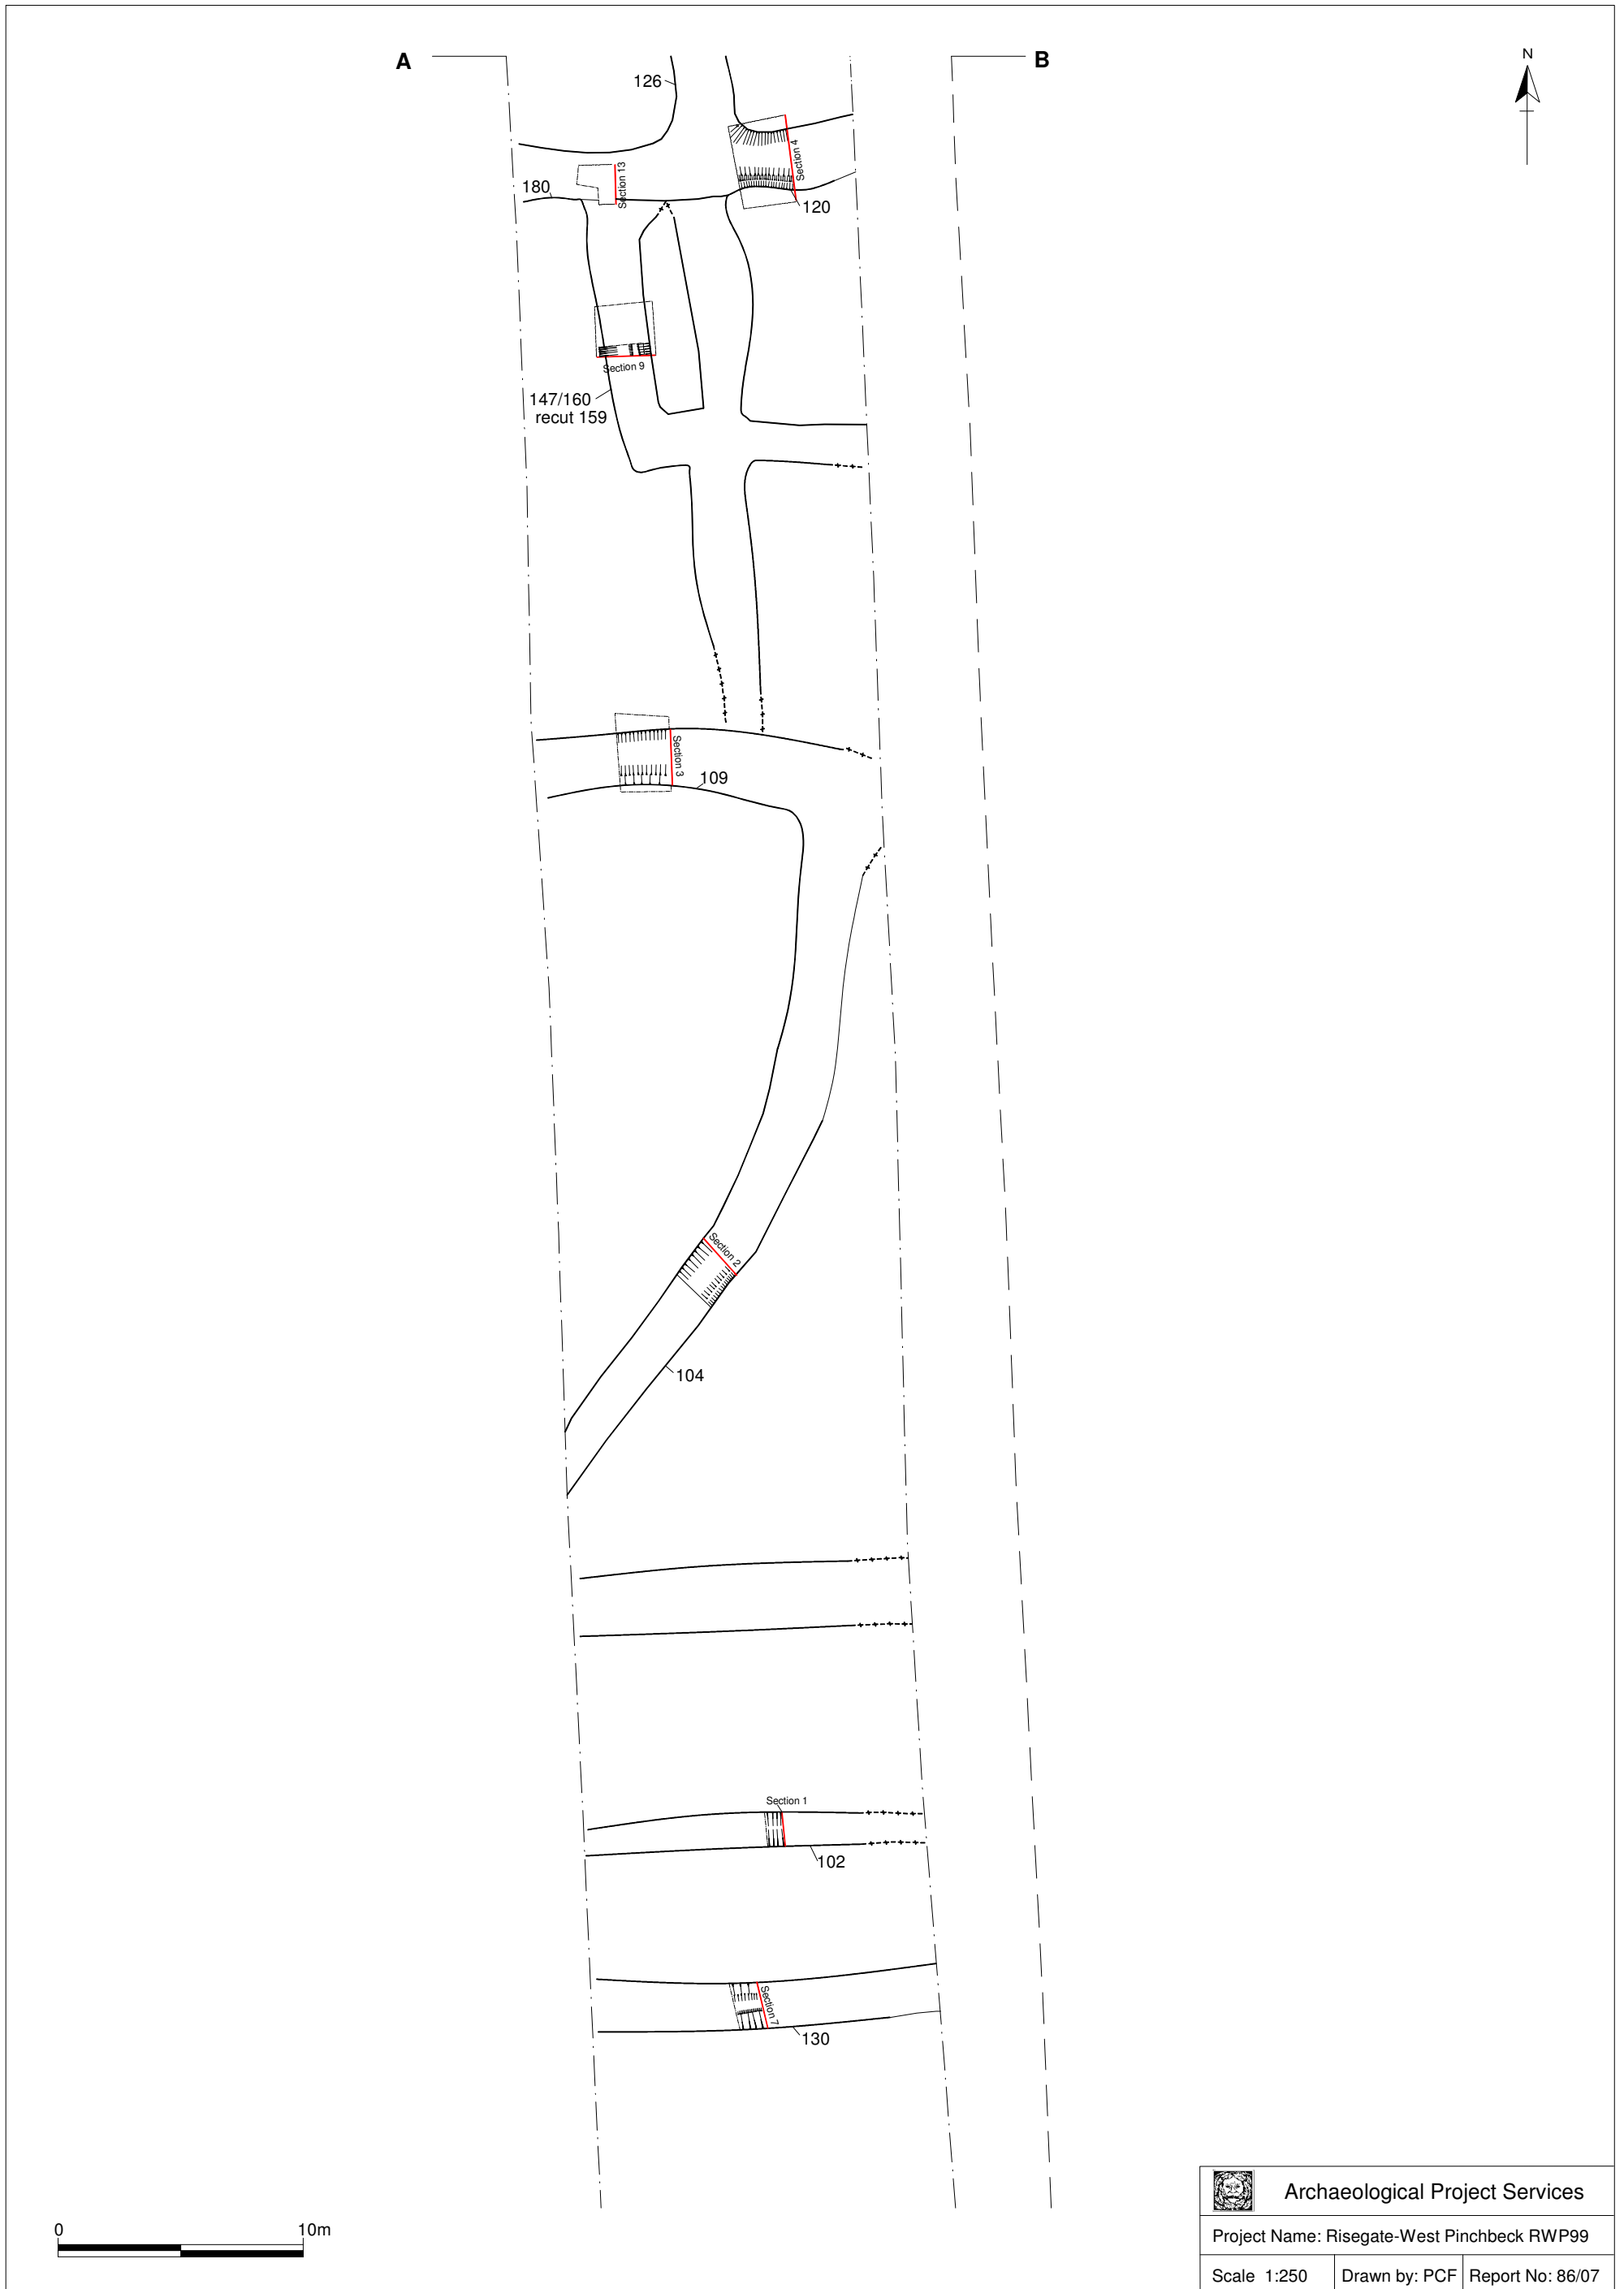 A
B
N
126
Section 4
Section 13
180
120
Section 9
147/160
recut 159
Section 3
109
Section 2
104
Section 1
102
Section 7
130
0 10m
Archaeological Project Services
Project Name: Risegate-West Pinchbeck RWP99
Scale 1:250 Drawn by: PCF Report No: 86/07